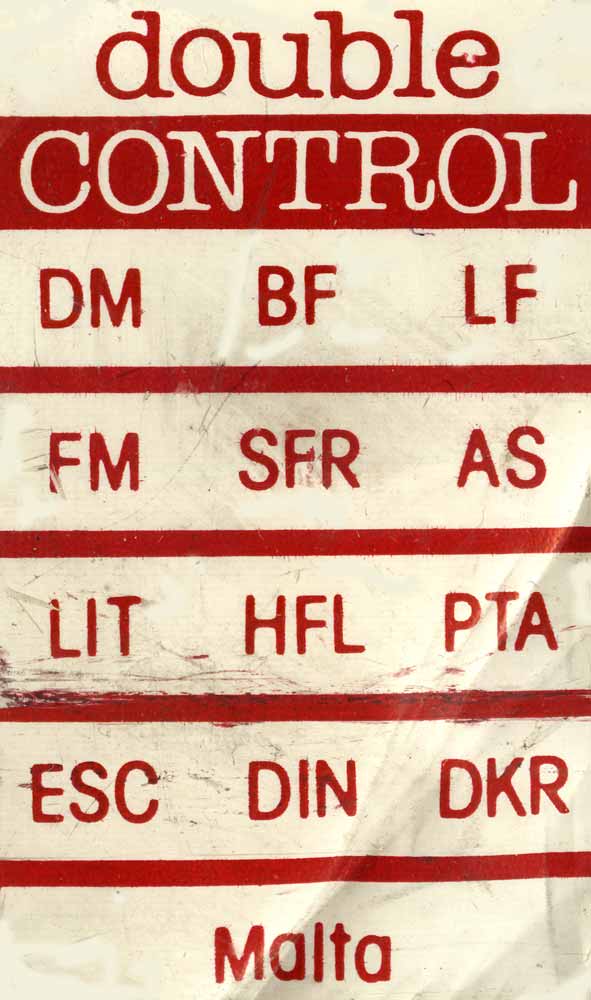 double
CONTROL
DM BF LF
FM SFR AS
LIT HFL PTA
ESC DIN DKR
Malta